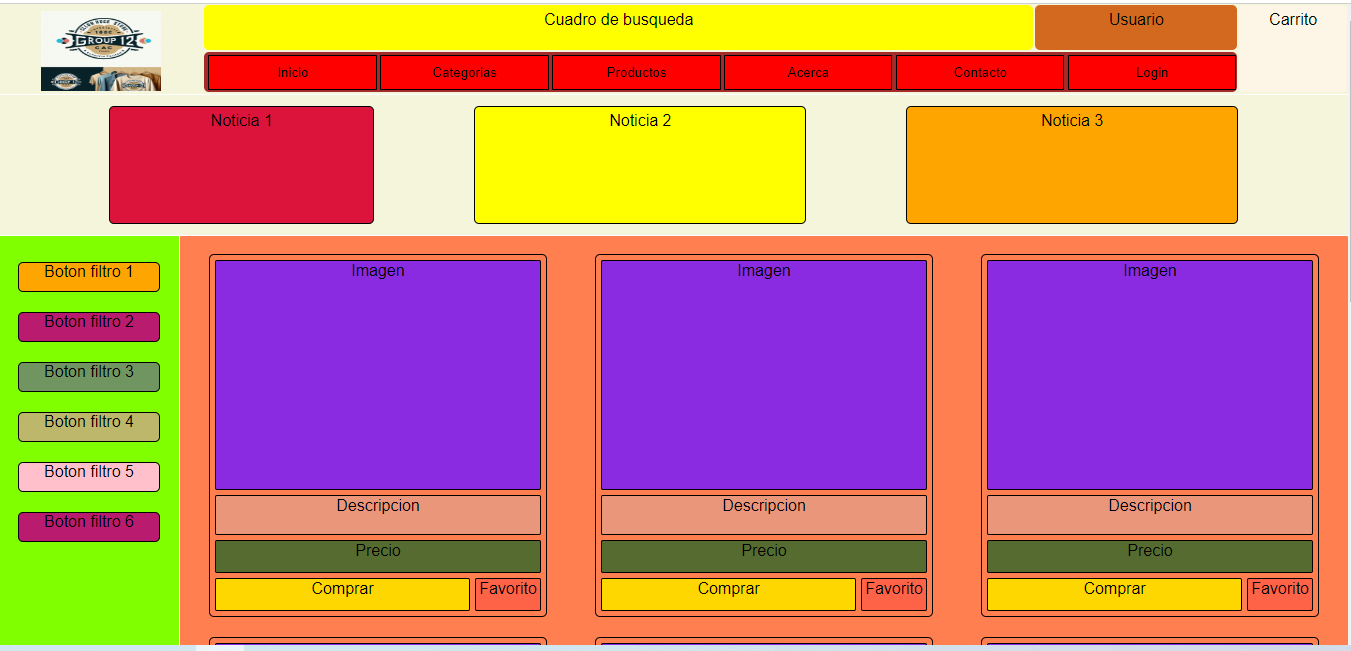 Cuadro de busqueda
Usuario
Carrito
GROUP 12
CAC
Inicio
Categorias
Productos
Acerca
Contacto
Login
Noticia 1
Noticia 2
Noticia 3
Boton filtro 1
Boton filtro 2
Boton filtro 3
Boton filtro 4
Boton filtro 5
Boton filtro 6
Imagen
Descripcion
Precio
Comprar
Favorito
Imagen
Descripcion
Precio
Comprar
Favorito
Imagen
Descripcion
Precio
Comprar
Favorito